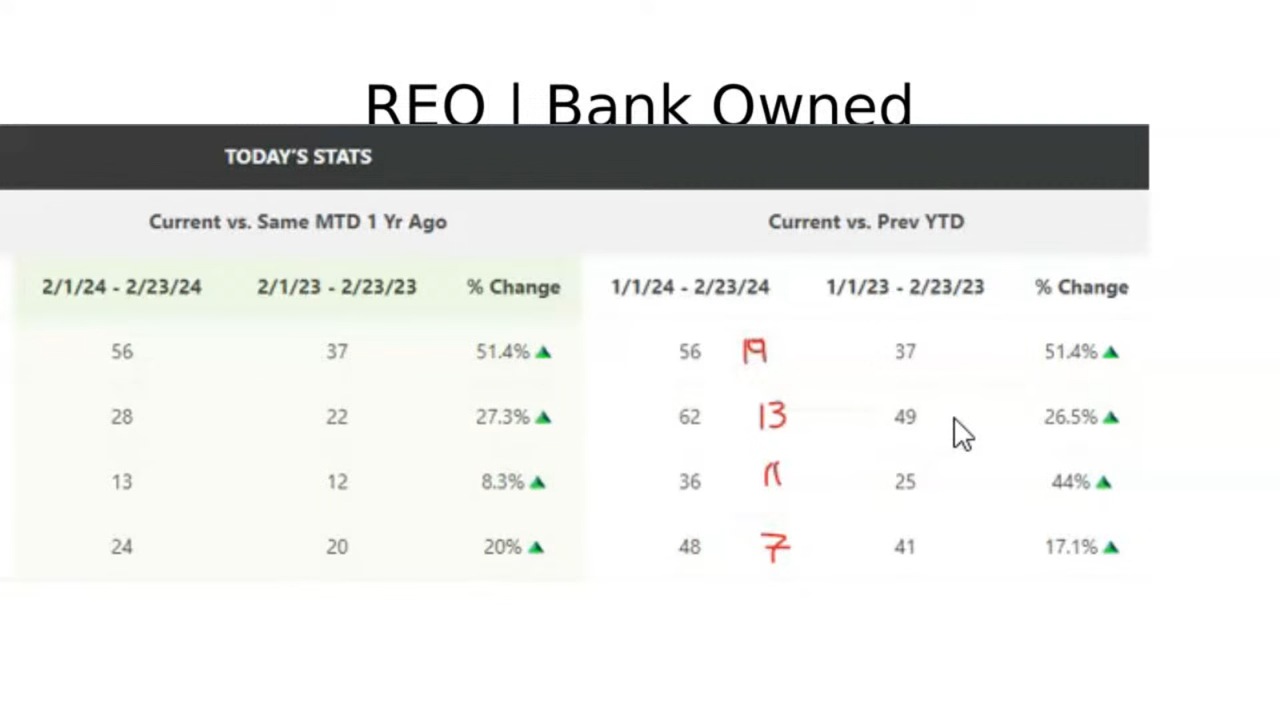 REO | Bank Owned
TODAY'S STATS
Current vs. Same MTD 1 Yr Ago Current vs. Prev YTD
2/1/24 - 2/23/24 2/1/23 - 2/23/23 % Change 1/1/24 - 2/23/24 1/1/23 - 2/23/23 % Change
56 37 51.4% 56 19 37 51.4%
28 22 27.3% 62 13 49 26.5%
13 12 8.3% 36 11 25 44%
24 20 20% 48 7 41 17.1%